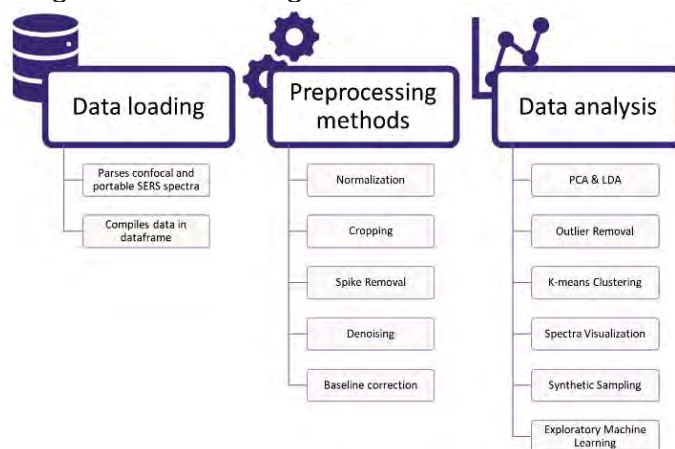 Data loading
Parses confocal and
portable SERS spectra
Compiles data in
dataframe
Preprocessing
methods
Normalization
Cropping
Spike Removal
Denoising
Baseline correction
Data analysis
PCA & LDA
Outlier Removal
K-means Clustering
Spectra Visualization
Synthetic Sampling
Exploratory Machine
Learning